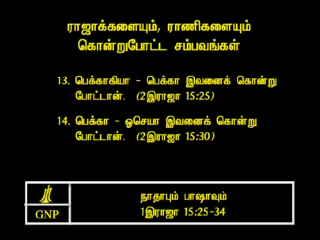 ராஜாக்களையும், ராணிகளையும்
கொன்றுபோட்ட சம்பவங்கள்
13. பெக்காகியா - பெக்கா இவனைக் கொன்று
போட்டான். (2இராஜா 15:25)
14. பெக்கா - ஓசெயா இவனைக் கொன்று
போட்டான். (2இராஜா 15:30)
நாதாபும் பாஷாவும்
1இராஜா 15:25-34
GNP